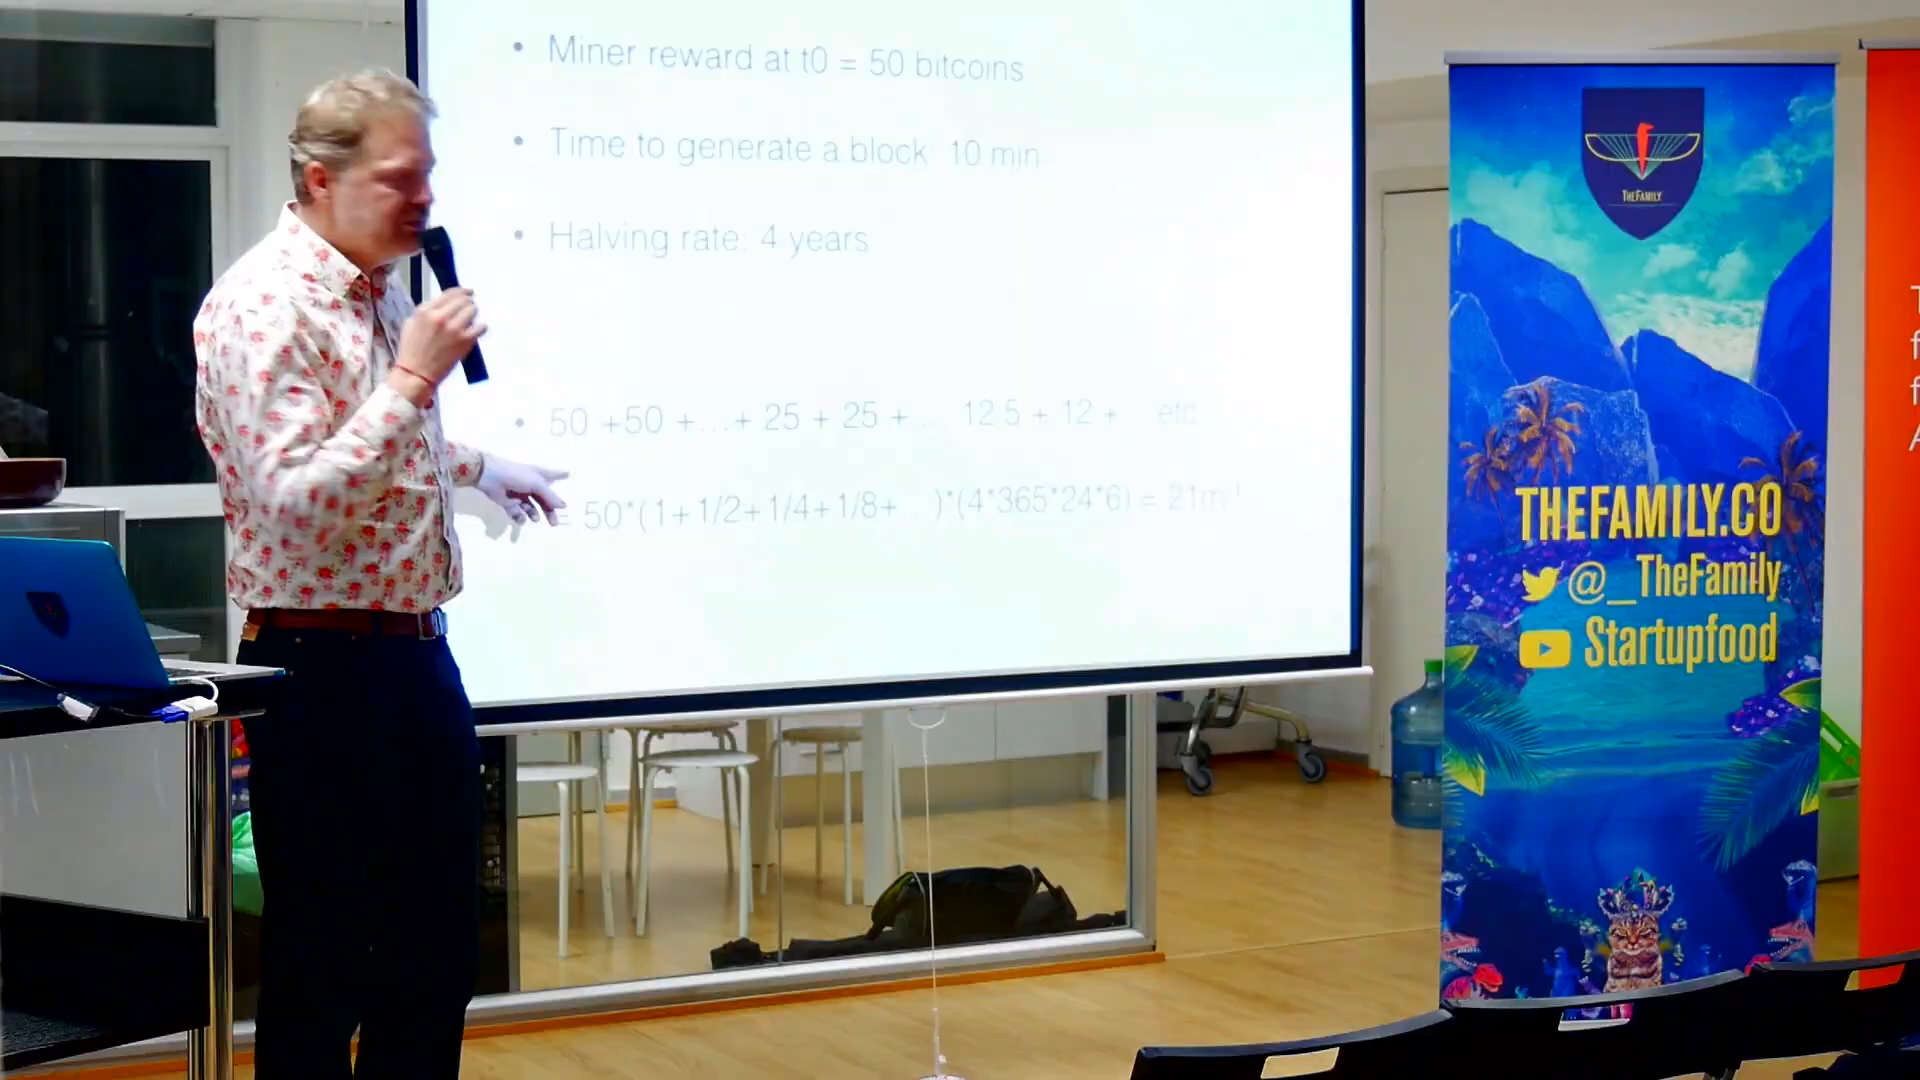 • Miner reward at t0 = 50 bitcoins
• Time to generate a block 10 min
• Halving rate: 4 years
• 50 +50 +...+ 25 + 25 + ... 12.5 + 12 + etc
= 50*(1+1/2+1/4+1/8+ ...)*(4*365*24*6) = 21m
THEFAMILY
THEFAMILY.CO
@_TheFamily
Startupfood